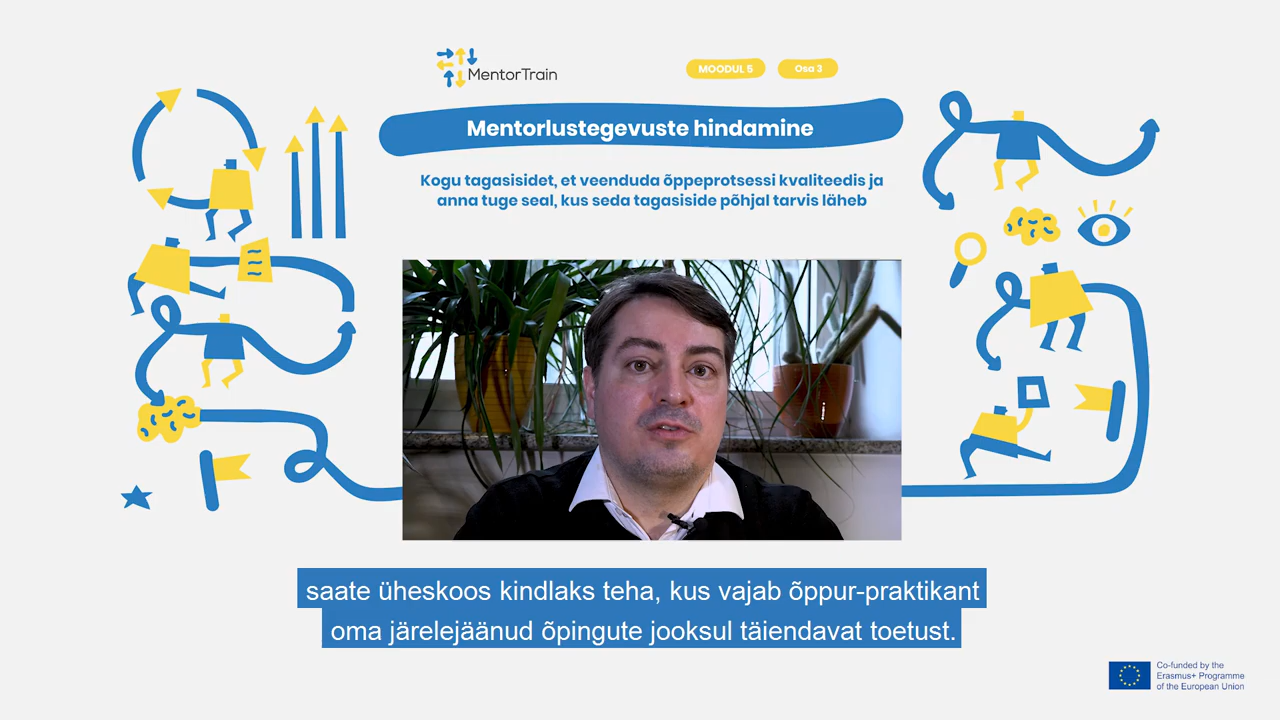 MentorTrain
MOODUL 5
Osa 3
Mentorlustegevuste hindamine
Kogu tagasisidet, et veenduda õppeprotsessi kvaliteedis ja
anna tuge seal, kus seda tagasiside põhjal tarvis läheb
saate üheskoos kindlaks teha, kus vajab õppur-praktikant
oma järelejäänud õpingute jooksul täiendavat toetust.
Co-funded by the
Erasmus+ Programme
of the European Union